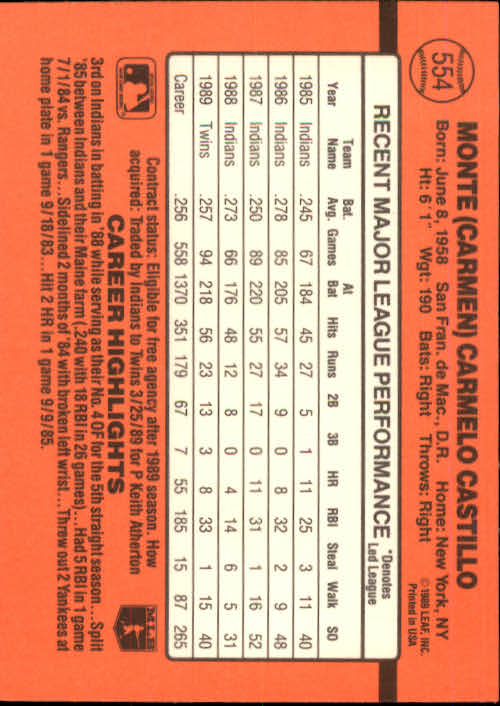 554
MONTE (CARMEN) CARMELO CASTILLO
Born: June 8, 1958 San Fran. de Mac., D.R. Home: New York, NY
Ht: 6' 1" Wgt: 190 Bats: Right Throws: Right
©1989 LEAF, INC.
Printed in USA
RECENT MAJOR LEAGUE PERFORMANCE
*Denotes
Led League
Year Team Name Bat. Avg. Games At Bat Hits Runs 2B 3B HR RBI Steal Walk SO
1985 Indians .245 67 184 45 27 5 1 11 25 3 11 40
1986 Indians .278 85 205 57 34 9 0 8 32 2 9 48
1987 Indians .250 89 220 55 27 17 0 11 31 1 16 52
1988 Indians .273 66 176 48 12 8 0 4 14 6 5 31
1989 Twins .257 94 218 56 23 13 3 8 33 1 15 40
Career .256 558 1370 351 179 67 7 55 185 15 87 265
Contact status: Eligible for free agency after 1989 season. How
acquired: Traded by Indians to Twins 3/25/89 for P Keith Atherton
CAREER HIGHLIGHTS
MLB
3rd on Indians in batting in '88 while serving as their No. 4 OF for the 5th straight season...Split
'85 between Indians and their Maine farm (.240 with 18 RBI in 26 games)...Had 5 RBI in 1 game
7/1/84 vs. Rangers...Sidelined 2 months of '84 with broken left wrist...Threw out 2 Yankees at
home plate in 1 game 9/18/83...Hit 2 HR in 1 game 9/9/85.